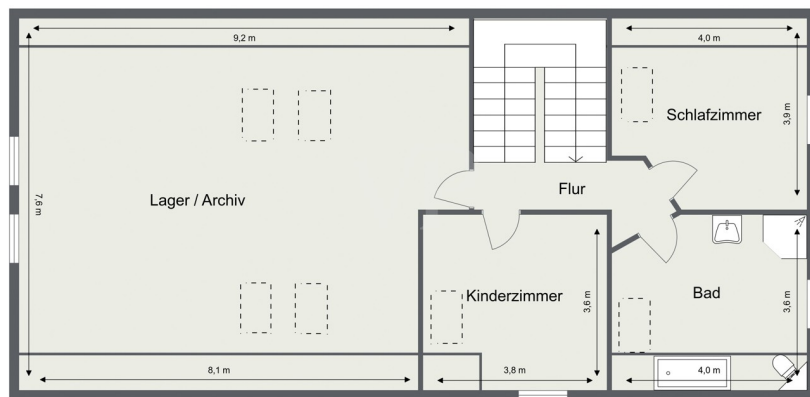 9,2 m
4,0 m
Schlafzimmer
3,9 m
7,6 m
Lager / Archiv
Flur
Kinderzimmer
3,6 m
Bad
3,6 m
8,1 m
3,8 m
4,0 m